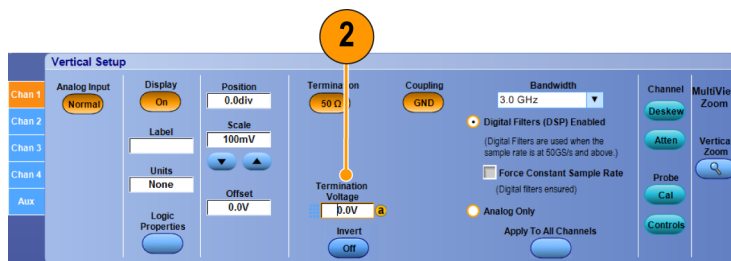 2
Vertical Setup
Chan 1
Chan 2
Chan 3
Chan 4
Aux
Analog Input
Normal
Display
On
Label
Units
None
Logic
Properties
Position
0.0div
Scale
100mV
Offset
0.0V
Termination
50 Ω
Termination
Voltage
0.0V
a
Invert
Off
Coupling
GND
Bandwidth
3.0 GHz
Digital Filters (DSP) Enabled
(Digital Filters are used when the
sample rate is at 50GS/s and above.)
Force Constant Sample Rate
(Digital filters ensured)
Analog Only
Apply To All Channels
Channel
Deskew
Atten
Probe
Cal
Controls
MultiVie
Zoom
Vertica
Zoom